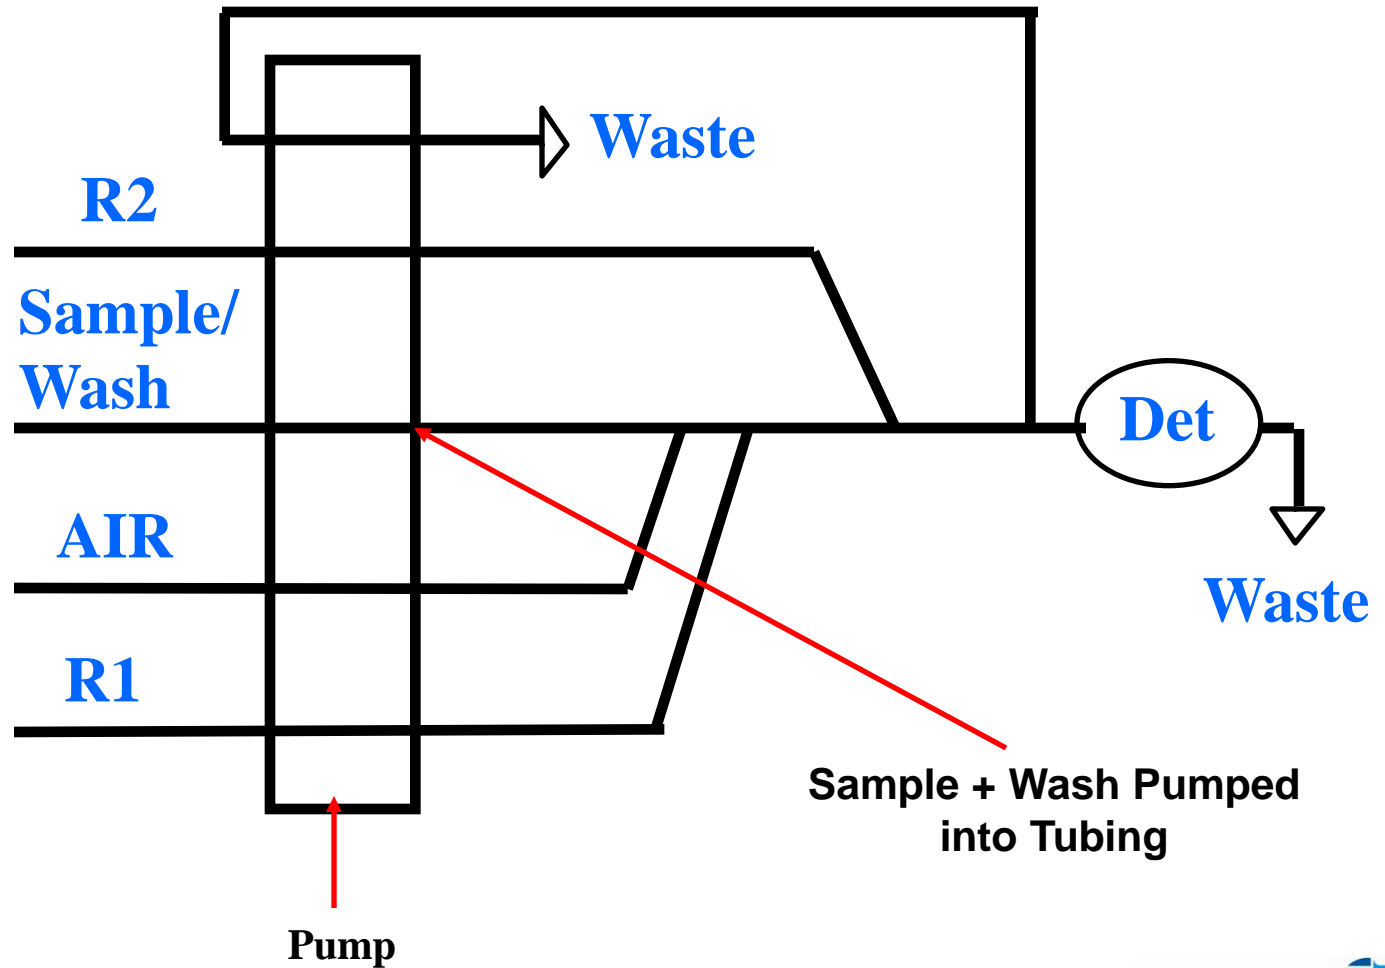 Waste
R2
Sample/
Wash
Det
AIR
Waste
R1
Sample + Wash Pumped
into Tubing
Pump